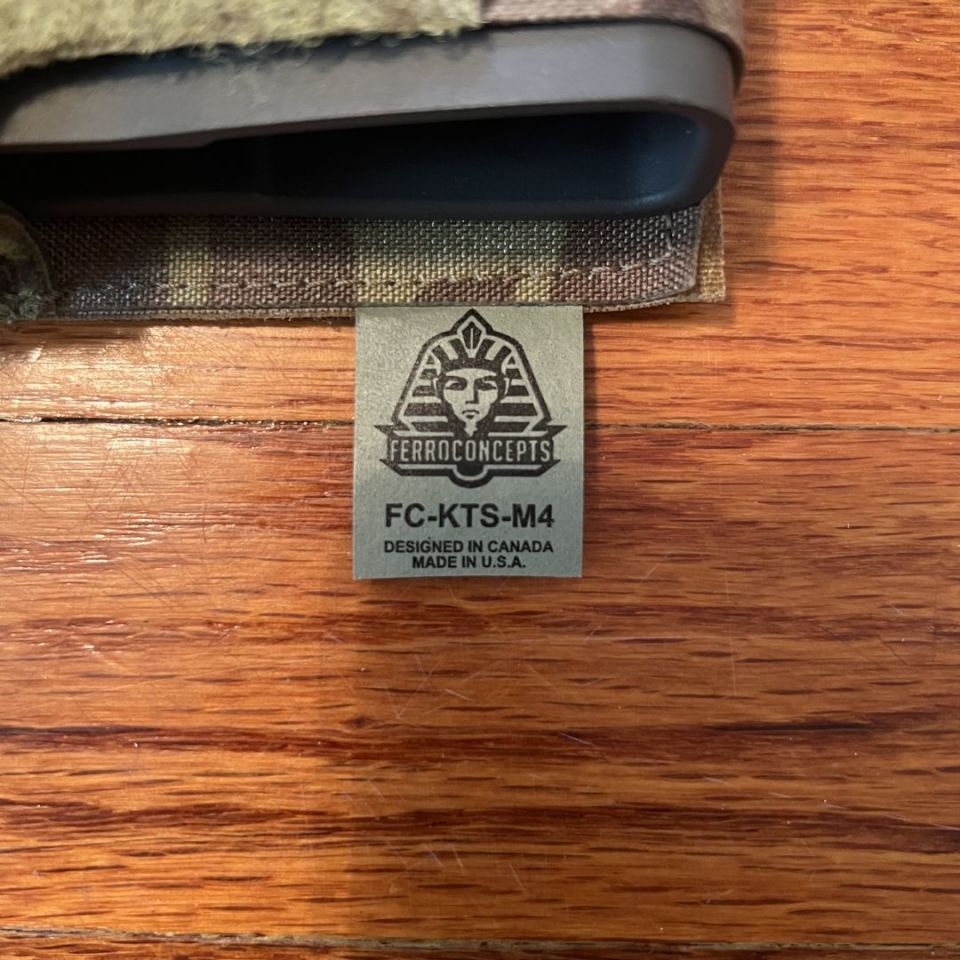 FERROCONCEPTS
FC-KTS-M4
DESIGNED IN CANADA
MADE IN U.S.A.